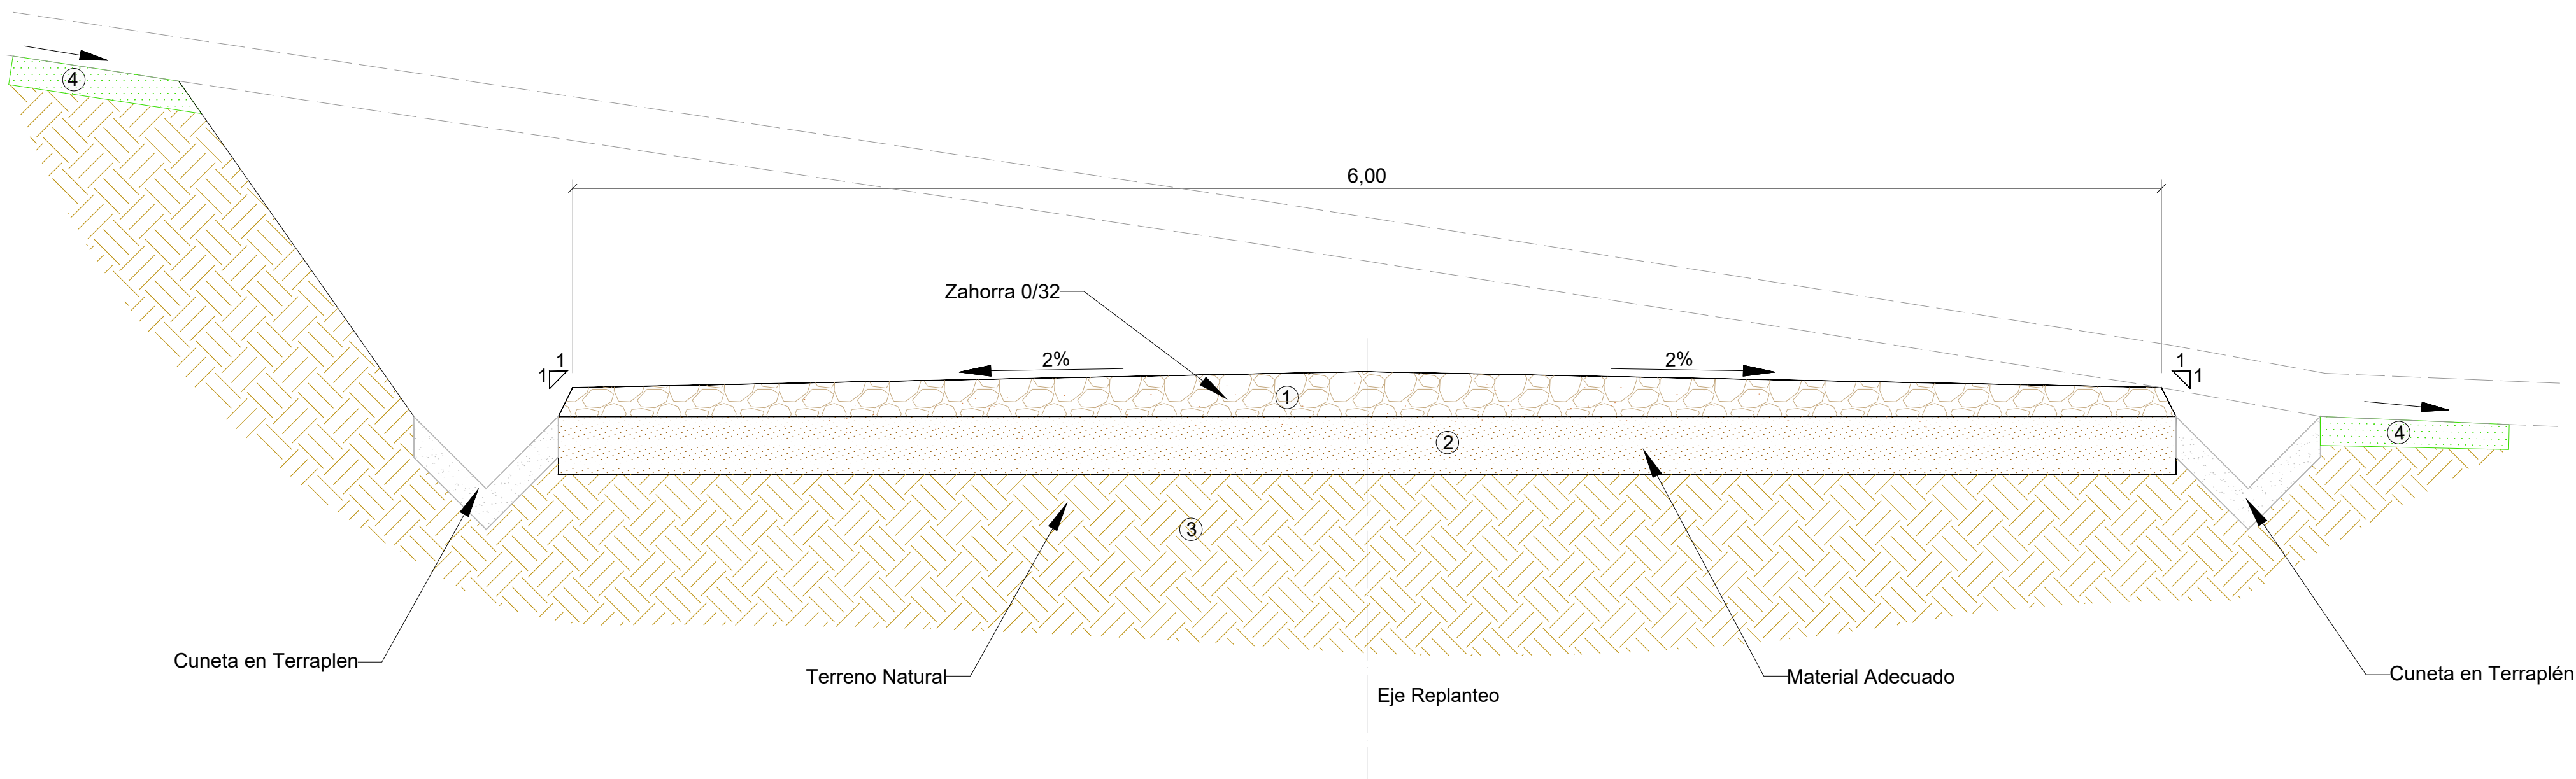 4
6,00
Zahorra 0/32
1
1
2%
2%
1
1
1
2
4
3
Cuneta en Terraplen
Terreno Natural
Material Adecuado
Cuneta en Terraplén
Eje Replanteo